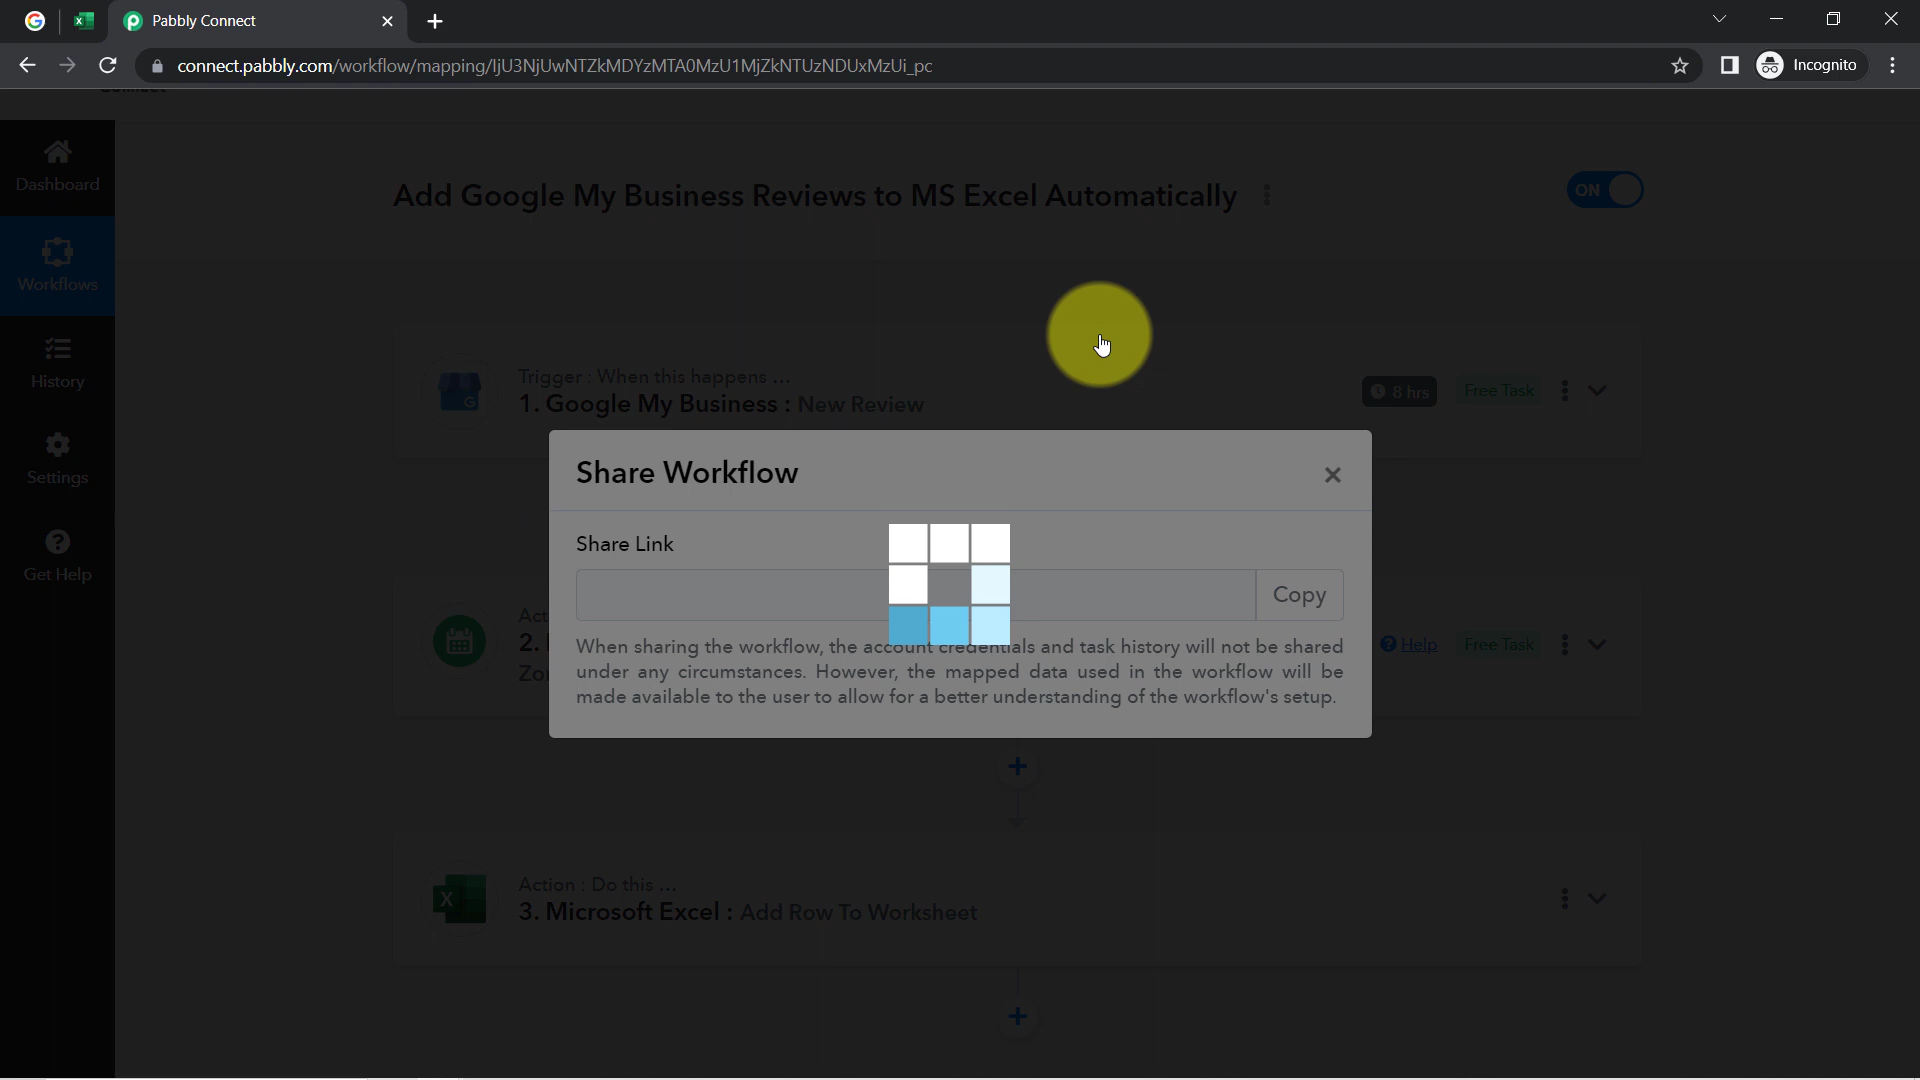 Pabbly Connect
connect.pabbly.com/workflow/mapping/IjU3NjUwNTZkMDYzMTA0MzU1MjZkNTUzNDUxMzUi_pc
Incognito
Dashboard
Workflows
History
Settings
Get Help
Add Google My Business Reviews to MS Excel Automatically
ON
Trigger : When this happens ...
1. Google My Business : New Review
8 hrs
Free Task
Share Workflow
Share Link
Copy
When sharing the workflow, the account credentials and task history will not be shared
under any circumstances. However, the mapped data used in the workflow will be
made available to the user to allow for a better understanding of the workflow's setup.
2.
Help
Free Task
Action : Do this ...
3. Microsoft Excel : Add Row To Worksheet